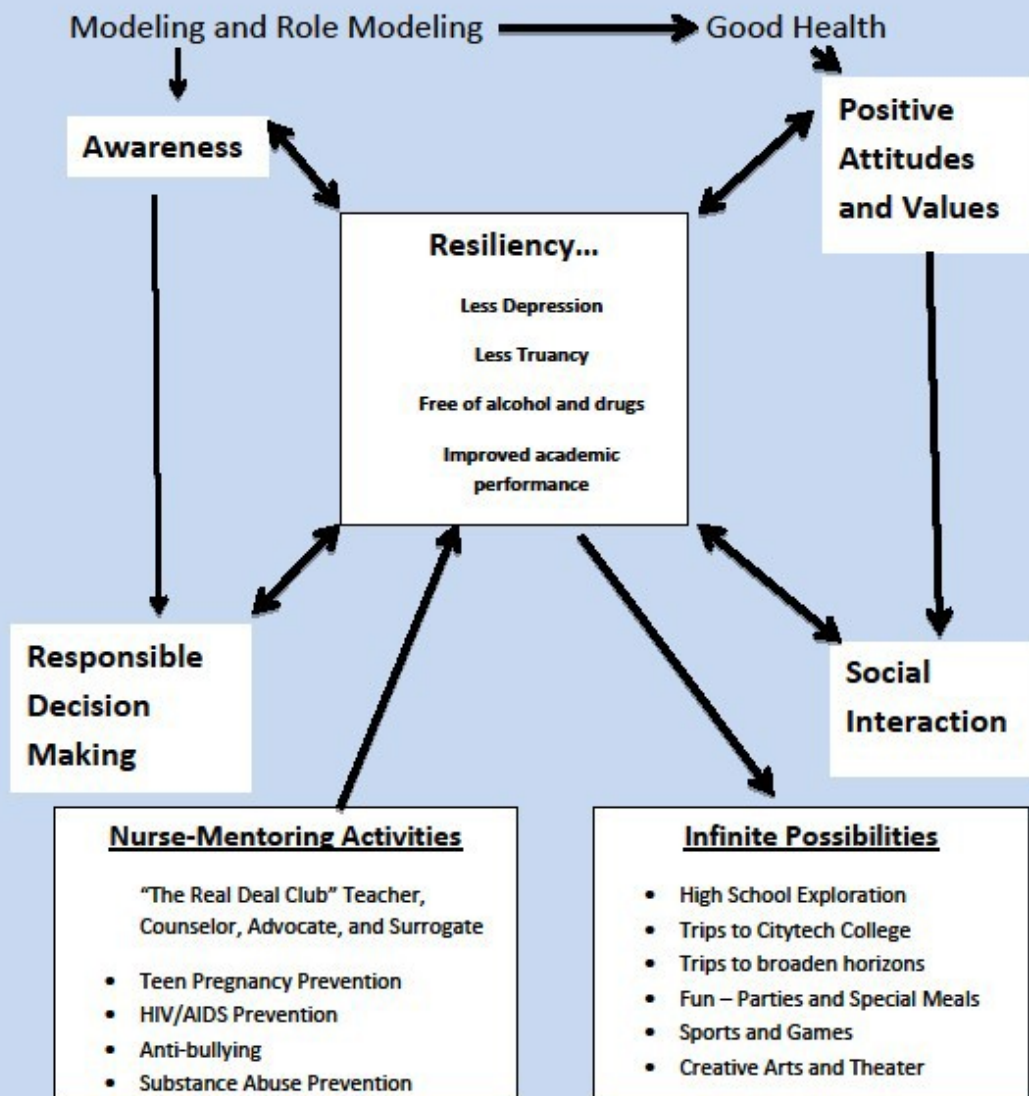 Modeling and Role Modeling
Good Health
Awareness
Positive
Attitudes
and Values
Resiliency...
Less Depression
Less Truancy
Free of alcohol and drugs
Improved academic
performance
Responsible
Decision
Making
Social
Interaction
Nurse-Mentoring Activities
“The Real Deal Club” Teacher,
Counselor, Advocate, and Surrogate
• Teen Pregnancy Prevention
• HIV/AIDS Prevention
• Anti-bullying
• Substance Abuse Prevention
Infinite Possibilities
• High School Exploration
• Trips to Citytech College
• Trips to broaden horizons
• Fun – Parties and Special Meals
• Sports and Games
• Creative Arts and Theater